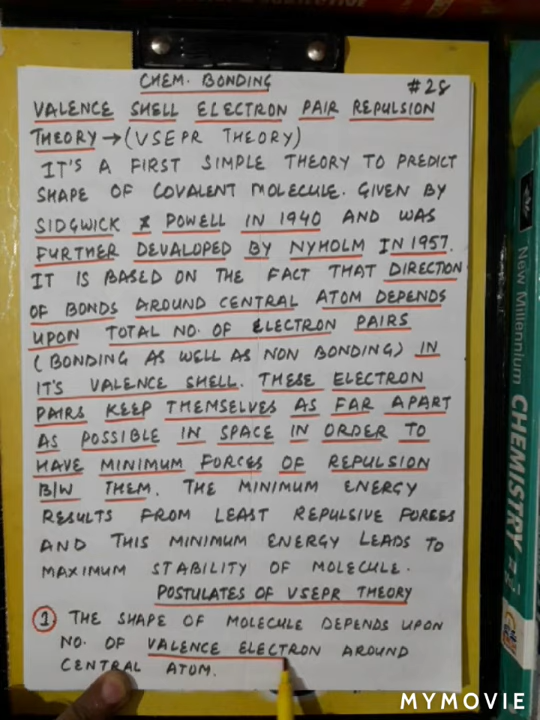 CHEM. BONDING #28
VALENCE SHELL ELECTRON PAIR REPULSION
THEORY → (VSEPR THEORY)
IT'S A FIRST SIMPLE THEORY TO PREDICT
SHAPE OF COVALENT MOLECULE. GIVEN BY
SIDGWICK & POWELL IN 1940 AND WAS
FURTHER DEVALOPED BY NYHOLM IN 1957.
IT IS BASED ON THE FACT THAT DIRECTION
OF BONDS AROUND CENTRAL ATOM DEPENDS
UPON TOTAL NO. OF ELECTRON PAIRS
(BONDING AS WELL AS NON BONDING) IN
IT'S VALENCE SHELL. THESE ELECTRON
PAIRS KEEP THEMSELVES AS FAR APART
AS POSSIBLE IN SPACE IN ORDER TO
HAVE MINIMUM FORCES OF REPULSION
B/W THEM. THE MINIMUM ENERGY
RESULTS FROM LEAST REPULSIVE FORCES
AND THIS MINIMUM ENERGY LEADS TO
MAXIMUM STABILITY OF MOLECULE.
POSTULATES OF VSEPR THEORY
1 THE SHAPE OF MOLECULE DEPENDS UPON
NO. OF VALENCE ELECTRON AROUND
CENTRAL ATOM.
New Millennium CHEMISTRY
MYMOVIE